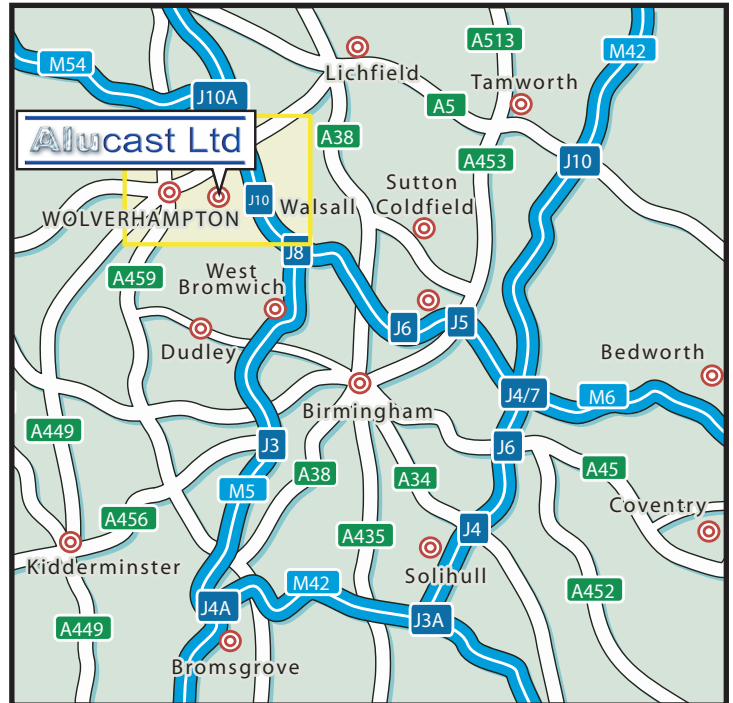 A513
M42
M54
Lichfield
Tamworth
J10A
A5
Alucast Ltd
A38
A453
J10
Sutton
Coldfield
J10
Walsall
WOLVERHAMPTON
J8
A459
West
Bromwich
J6
J5
Dudley
Bedworth
J4/7
M6
Birmingham
A449
J3
J6
A38
A34
A45
M5
A456
Coventry
A435
J4
Kidderminster
Solihull
M42
A452
J4A
J3A
A449
Bromsgrove